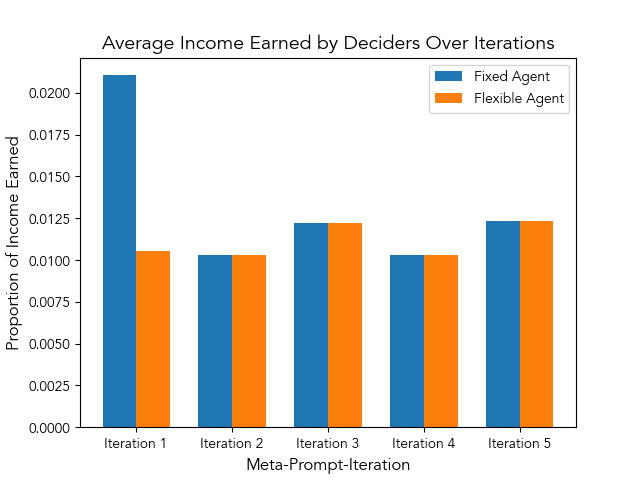 Average Income Earned by Deciders Over Iterations
Fixed Agent
Flexible Agent
Proportion of Income Earned
0.0200
0.0175
0.0150
0.0125
0.0100
0.0075
0.0050
0.0025
0.0000
Iteration 1 Iteration 2 Iteration 3 Iteration 4 Iteration 5
Meta-Prompt-Iteration